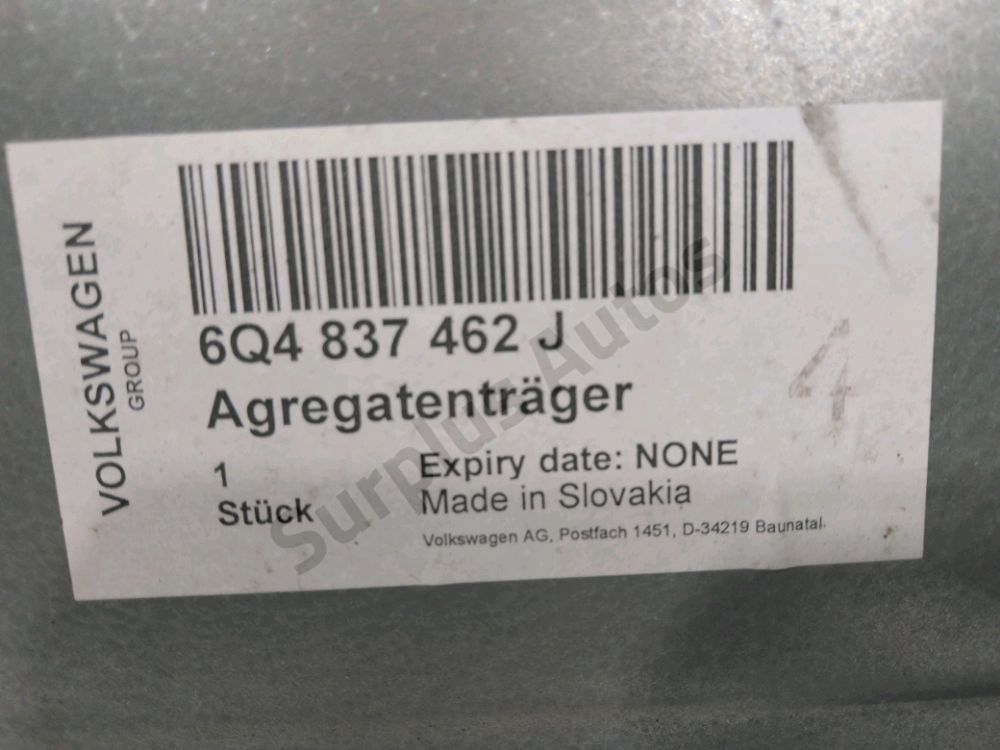 VOLKSWAGEN
GROUP
6Q4 837 462 J
Agregatenträger
1
Stück
Expiry date: NONE
Made in Slovakia
Volkswagen AG, Postfach 1451, D-34219 Baunatal
4
Surplus Autos